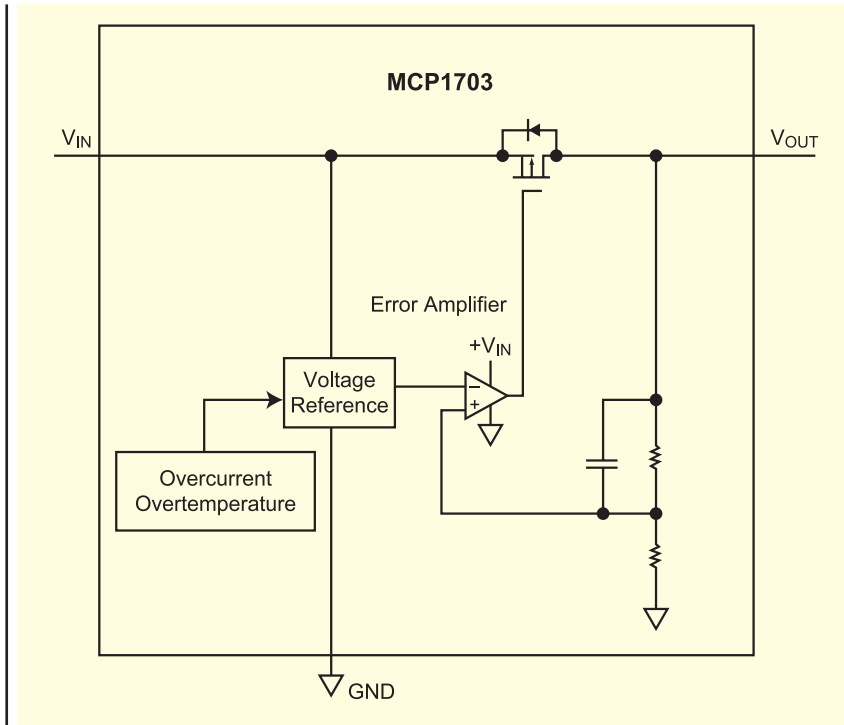 MCP1703
VIN
VOUT
Error Amplifier
+VIN
Voltage
Reference
−
+
Overcurrent
Overtemperature
GND